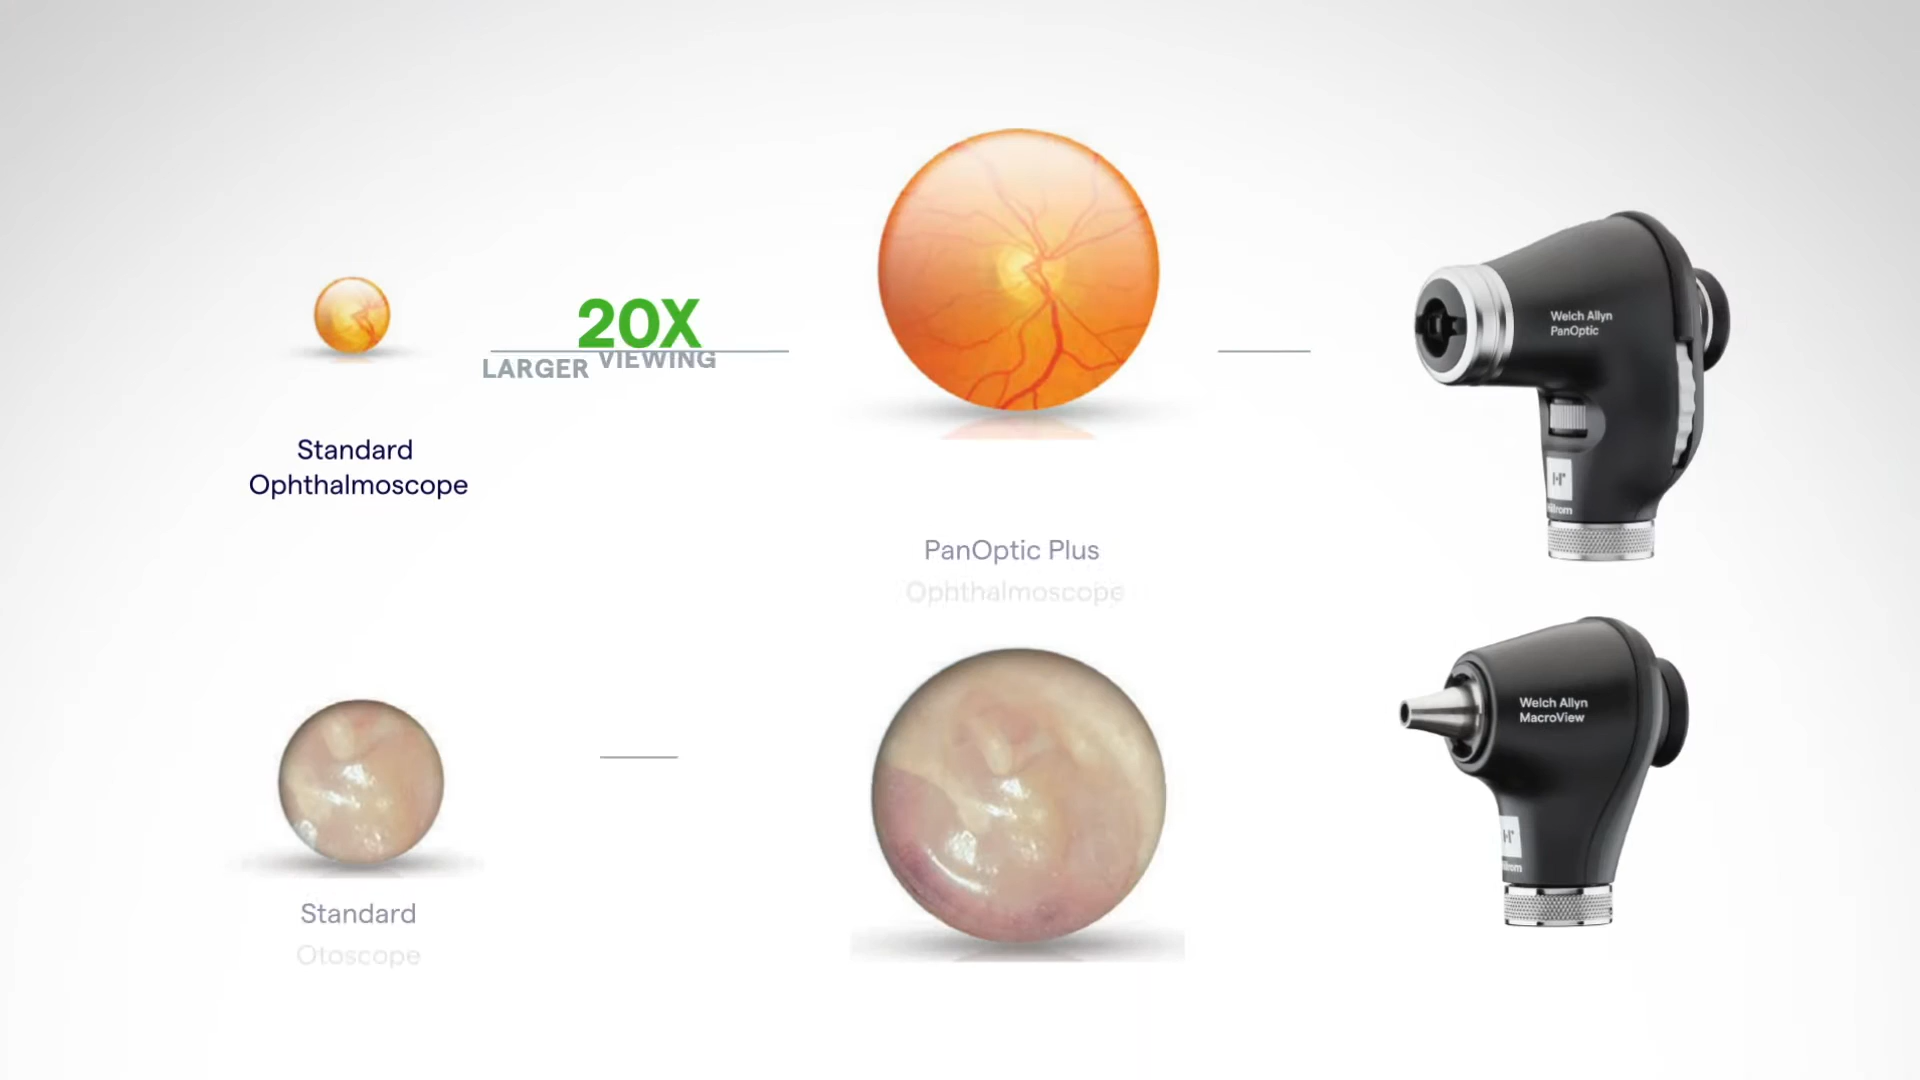 20X
LARGER VIEWING
Standard
Ophthalmoscope
Welch Allyn
PanOptic
PanOptic Plus
Ophthalmoscope
Welch Allyn
MacroView
Standard
Otoscope